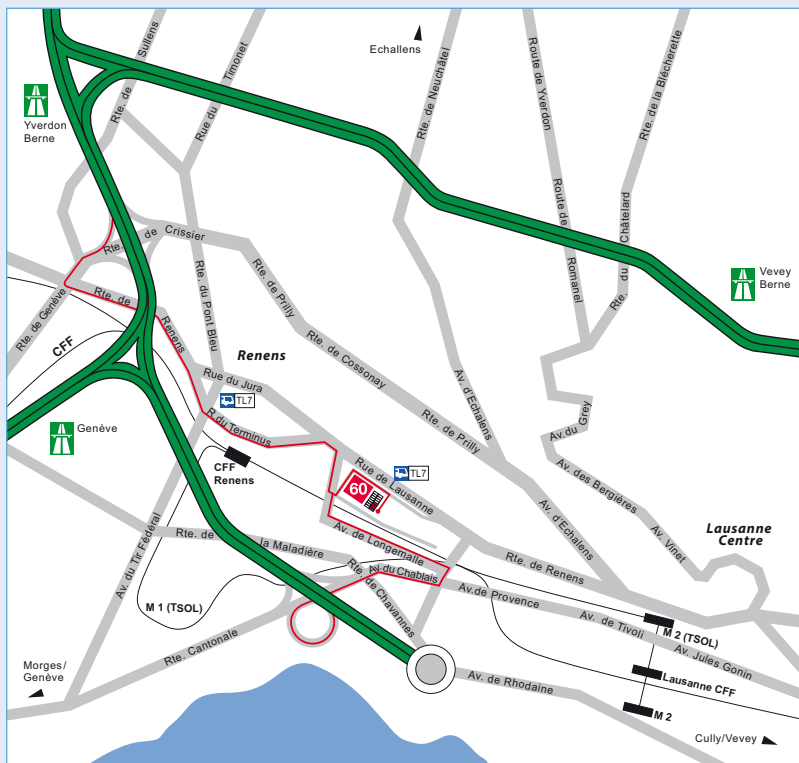 Echallens
Rte. de Sullens
Rue du Timonet
Rte. de Neuchâtel
Route de Yverdon
Rte. de la Blécherette
Yverdon
Berne
Rte. de Crissier
Route de Romanel
Rte. du Châtelard
Vevey
Berne
Rte. de Genève
Rte. de Renens
Rte. du Pont Bleu
Rte. de Prilly
CFF
Renens
Rte. de Cossonay
Rue du Jura
TL7
Av. d'Echalens
Rte. de Prilly
Genève
R.du Terminus
Av.du Grey
CFF
Renens
Rue de Lausanne
TL7
60
Av. des Bergières
Av. d'Echalens
Av. Vinet
Lausanne
Centre
Av. du Tir Fédéral
Rte. de la Maladière
Av. de Longemalle
Rte. de Renens
Av.du Chablais
Rte. de Chavannes
Av.de Provence
M 1 (TSOL)
Av. de Tivoli
M 2 (TSOL)
Rte. Cantonale
Av. Jules Gonin
Morges/
Genève
Av. de Rhodaine
Lausanne CFF
M 2
Cully/Vevey